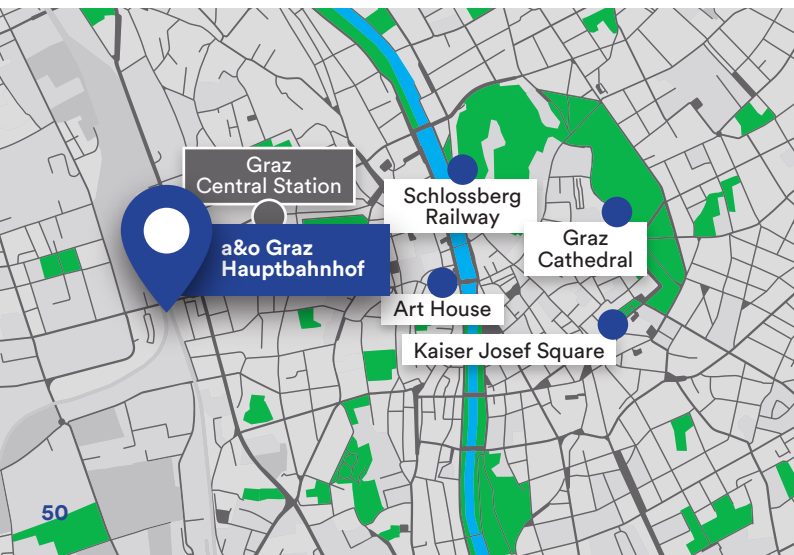 Graz
Central Station
a&o Graz
Hauptbahnhof
Schlossberg
Railway
Graz
Cathedral
Art House
Kaiser Josef Square
50